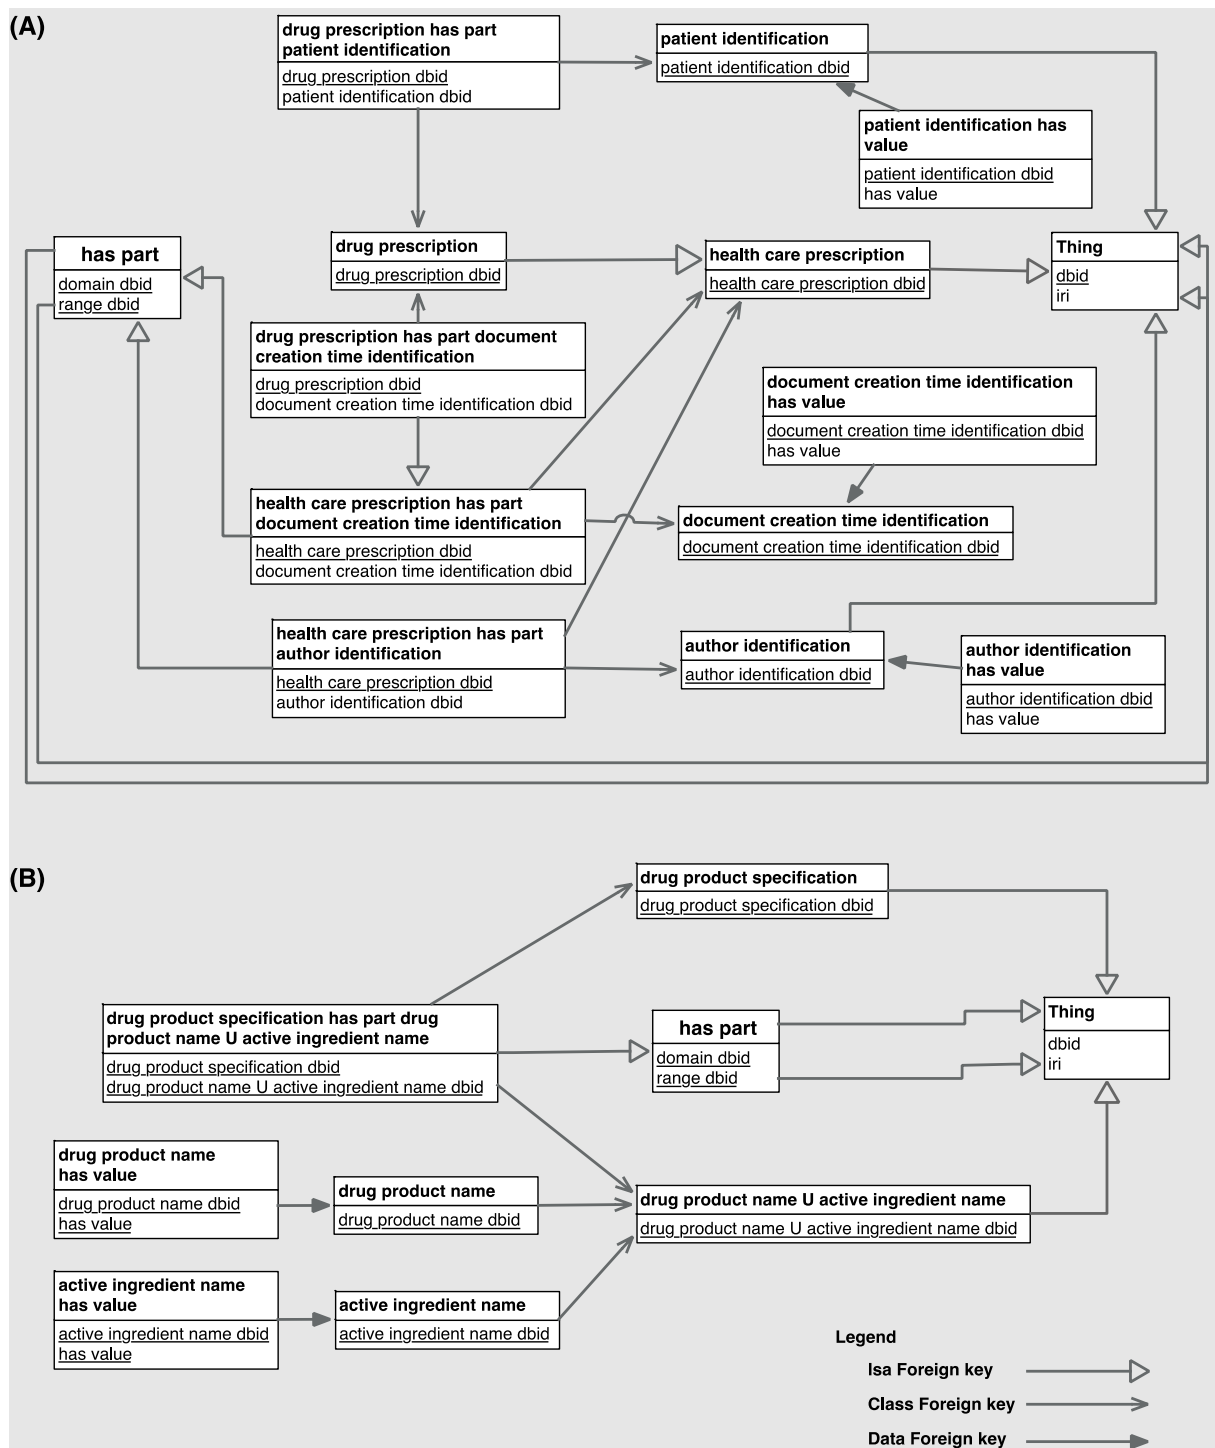 (A)
drug prescription has part
patient identification
drug prescription dbid
patient identification dbid
patient identification
patient identification dbid
patient identification has
value
patient identification dbid
has value
has part
domain dbid
range dbid
drug prescription
drug prescription dbid
health care prescription
health care prescription dbid
Thing
dbid
iri
drug prescription has part document
creation time identification
drug prescription dbid
document creation time identification dbid
document creation time identification
has value
document creation time identification dbid
has value
health care prescription has part
document creation time identification
health care prescription dbid
document creation time identification dbid
document creation time identification
document creation time identification dbid
health care prescription has part
author identification
health care prescription dbid
author identification dbid
author identification
author identification dbid
author identification
has value
author identification dbid
has value
(B)
drug product specification
drug product specification dbid
drug product specification has part drug
product name U active ingredient name
drug product specification dbid
drug product name U active ingredient name dbid
has part
domain dbid
range dbid
Thing
dbid
iri
drug product name
has value
drug product name dbid
has value
drug product name
drug product name dbid
drug product name U active ingredient name
drug product name U active ingredient name dbid
active ingredient name
has value
active ingredient name dbid
has value
active ingredient name
active ingredient name dbid
Legend
Isa Foreign key
Class Foreign key
Data Foreign key